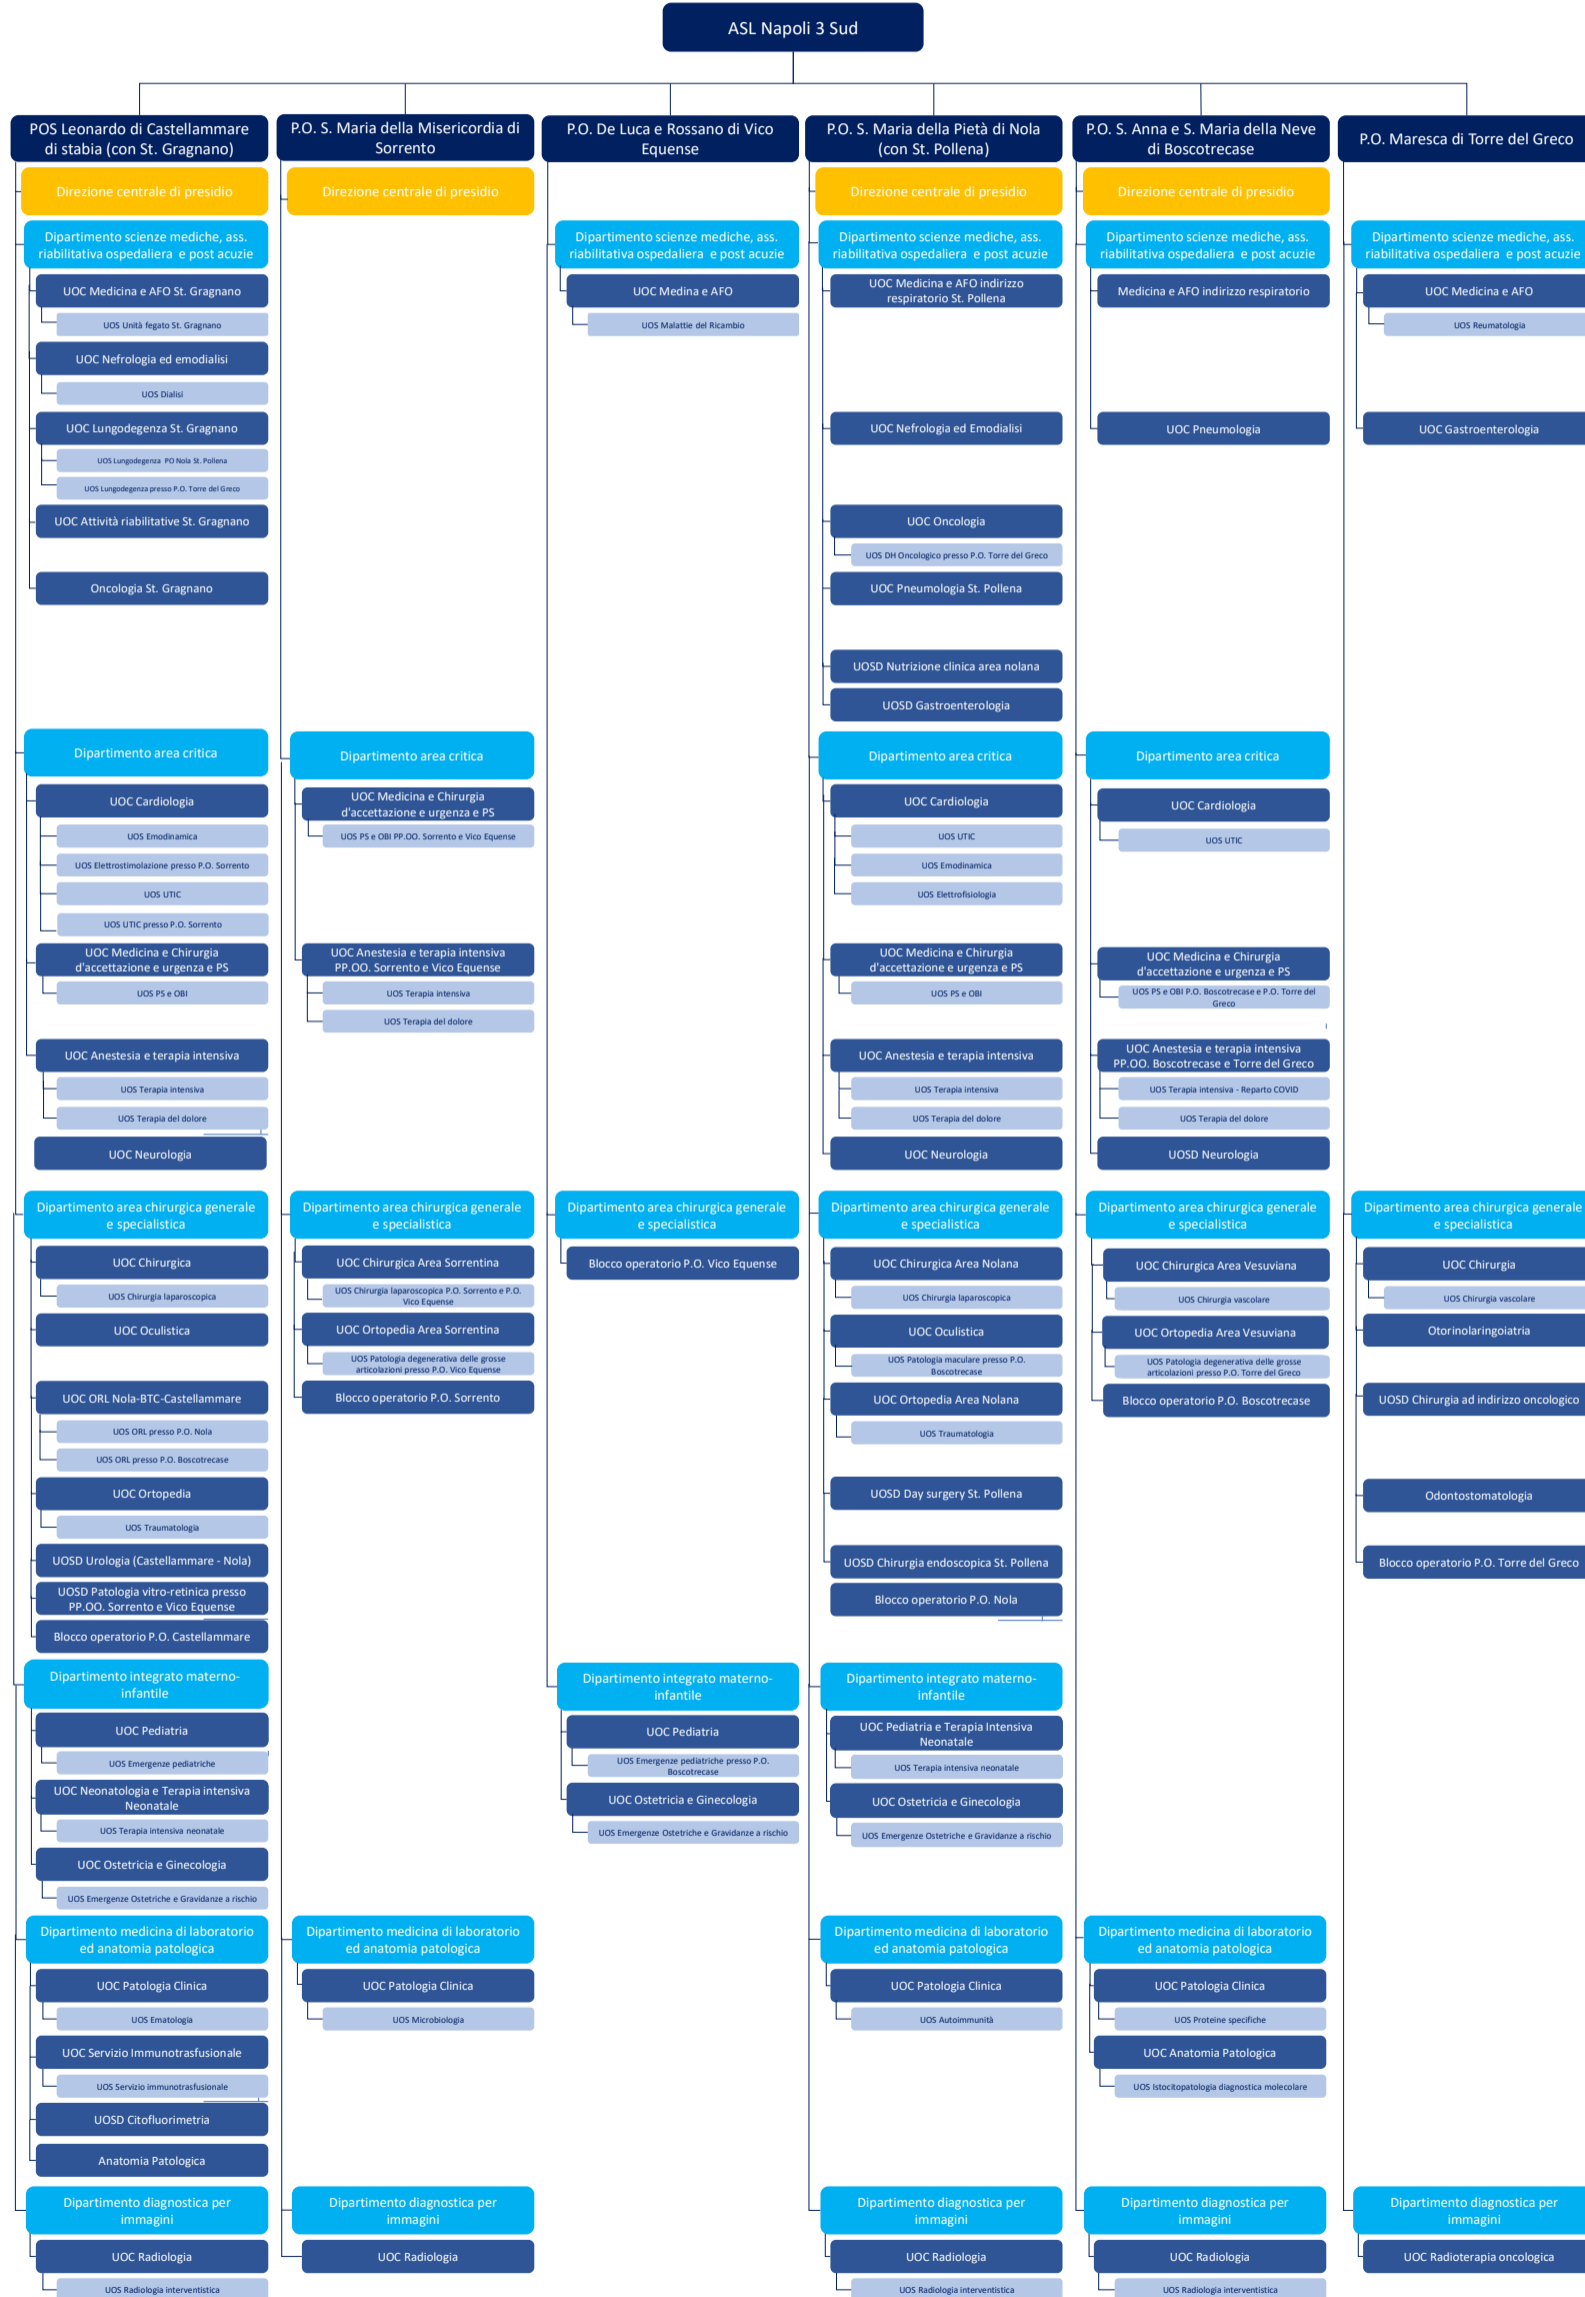 ASL Napoli 3 Sud
POS Leonardo di Castellammare
di stabia (con St. Gragnano)
Direzione centrale di presidio
Dipartimento scienze mediche, ass.
riabilitativa ospedaliera e post acuzie
UOC Medicina e AFO St. Gragnano
UOS Unità fegato St. Gragnano
UOC Nefrologia ed emodialisi
UOS Dialisi
UOC Lungodegenza St. Gragnano
UOS Lungodegenza PO Nola St. Pollena
UOS Lungodegenza presso P.O. Torre del Greco
UOC Attività riabilitative St. Gragnano
Oncologia St. Gragnano
Dipartimento area critica
UOC Cardiologia
UOS Emodinamica
UOS Elettrostimolazione presso P.O. Sorrento
UOS UTIC
UOS UTIC presso P.O. Sorrento
UOC Medicina e Chirurgia
d'accettazione e urgenza e PS
UOS PS e OBI
UOC Anestesia e terapia intensiva
UOS Terapia intensiva
UOS Terapia del dolore
UOC Neurologia
Dipartimento area chirurgica generale
e specialistica
UOC Chirurgica
UOS Chirurgia laparoscopica
UOC Oculistica
UOC ORL Nola-BTC-Castellammare
UOS ORL presso P.O. Nola
UOS ORL presso P.O. Boscotrecase
UOC Ortopedia
UOS Traumatologia
UOSD Urologia (Castellammare - Nola)
UOSD Patologia vitro-retinica presso
PP.OO. Sorrento e Vico Equense
Blocco operatorio P.O. Castellammare
Dipartimento integrato materno-
infantile
UOC Pediatria
UOS Emergenze pediatriche
UOC Neonatologia e Terapia intensiva
Neonatale
UOS Terapia intensiva neonatale
UOC Ostetricia e Ginecologia
UOS Emergenze Ostetriche e Gravidanze a rischio
Dipartimento medicina di laboratorio
ed anatomia patologica
UOC Patologia Clinica
UOS Ematologia
UOC Servizio Immunotrasfusionale
UOS Servizio immunotrasfusionale
UOSD Citofluorimetria
Anatomia Patologica
Dipartimento diagnostica per
immagini
UOC Radiologia
UOS Radiologia interventistica
P.O. S. Maria della Misericordia di
Sorrento
Direzione centrale di presidio
Dipartimento area critica
UOC Medicina e Chirurgia
d'accettazione e urgenza e PS
UOS PS e OBI PP.OO. Sorrento e Vico Equense
UOC Anestesia e terapia intensiva
PP.OO. Sorrento e Vico Equense
UOS Terapia intensiva
UOS Terapia del dolore
Dipartimento area chirurgica generale
e specialistica
UOC Chirurgica Area Sorrentina
UOS Chirurgia laparoscopica P.O. Sorrento e P.O.
Vico Equense
UOC Ortopedia Area Sorrentina
UOS Patologia degenerativa delle grosse
articolazioni presso P.O. Vico Equense
Blocco operatorio P.O. Sorrento
Dipartimento medicina di laboratorio
ed anatomia patologica
UOC Patologia Clinica
UOS Microbiologia
Dipartimento diagnostica per
immagini
UOC Radiologia
P.O. De Luca e Rossano di Vico
Equense
Dipartimento scienze mediche, ass.
riabilitativa ospedaliera e post acuzie
UOC Medina e AFO
UOS Malattie del Ricambio
Dipartimento area chirurgica generale
e specialistica
Blocco operatorio P.O. Vico Equense
Dipartimento integrato materno-
infantile
UOC Pediatria
UOS Emergenze pediatriche presso P.O.
Boscotrecase
UOC Ostetricia e Ginecologia
UOS Emergenze Ostetriche e Gravidanze a rischio
P.O. S. Maria della Pietà di Nola
(con St. Pollena)
Direzione centrale di presidio
Dipartimento scienze mediche, ass.
riabilitativa ospedaliera e post acuzie
UOC Medicina e AFO indirizzo
respiratorio St. Pollena
UOC Nefrologia ed Emodialisi
UOC Oncologia
UOS DH Oncologico presso P.O. Torre del Greco
UOC Pneumologia St. Pollena
UOSD Nutrizione clinica area nolana
UOSD Gastroenterologia
Dipartimento area critica
UOC Cardiologia
UOS UTIC
UOS Emodinamica
UOS Elettrofisiologia
UOC Medicina e Chirurgia
d'accettazione e urgenza e PS
UOS PS e OBI
UOC Anestesia e terapia intensiva
UOS Terapia intensiva
UOS Terapia del dolore
UOC Neurologia
Dipartimento area chirurgica generale
e specialistica
UOC Chirurgica Area Nolana
UOS Chirurgia laparoscopica
UOC Oculistica
UOS Patologia maculare presso P.O.
Boscotrecase
UOC Ortopedia Area Nolana
UOS Traumatologia
UOSD Day surgery St. Pollena
UOSD Chirurgia endoscopica St. Pollena
Blocco operatorio P.O. Nola
Dipartimento integrato materno-
infantile
UOC Pediatria e Terapia Intensiva
Neonatale
UOS Terapia intensiva neonatale
UOC Ostetricia e Ginecologia
UOS Emergenze Ostetriche e Gravidanze a rischio
Dipartimento medicina di laboratorio
ed anatomia patologica
UOC Patologia Clinica
UOS Autoimmunità
Dipartimento diagnostica per
immagini
UOC Radiologia
UOS Radiologia interventistica
P.O. S. Anna e S. Maria della Neve
di Boscotrecase
Direzione centrale di presidio
Dipartimento scienze mediche, ass.
riabilitativa ospedaliera e post acuzie
Medicina e AFO indirizzo respiratorio
UOC Pneumologia
Dipartimento area critica
UOC Cardiologia
UOS UTIC
UOC Medicina e Chirurgia
d'accettazione e urgenza e PS
UOS PS e OBI P.O. Boscotrecase e P.O. Torre del
Greco
UOC Anestesia e terapia intensiva
PP.OO. Boscotrecase e Torre del Greco
UOS Terapia intensiva - Reparto COVID
UOS Terapia del dolore
UOSD Neurologia
Dipartimento area chirurgica generale
e specialistica
UOC Chirurgica Area Vesuviana
UOS Chirurgia vascolare
UOC Ortopedia Area Vesuviana
UOS Patologia degenerativa delle grosse
articolazioni presso P.O. Torre del Greco
Blocco operatorio P.O. Boscotrecase
Dipartimento medicina di laboratorio
ed anatomia patologica
UOC Patologia Clinica
UOS Proteine specifiche
UOC Anatomia Patologica
UOS Istocitopatologia diagnostica molecolare
Dipartimento diagnostica per
immagini
UOC Radiologia
UOS Radiologia interventistica
P.O. Maresca di Torre del Greco
Dipartimento scienze mediche, ass.
riabilitativa ospedaliera e post acuzie
UOC Medicina e AFO
UOS Reumatologia
UOC Gastroenterologia
Dipartimento area chirurgica generale
e specialistica
UOC Chirurgia
UOS Chirurgia vascolare
Otorinolaringoiatria
UOSD Chirurgia ad indirizzo oncologico
Odontostomatologia
Blocco operatorio P.O. Torre del Greco
Dipartimento diagnostica per
immagini
UOC Radioterapia oncologica